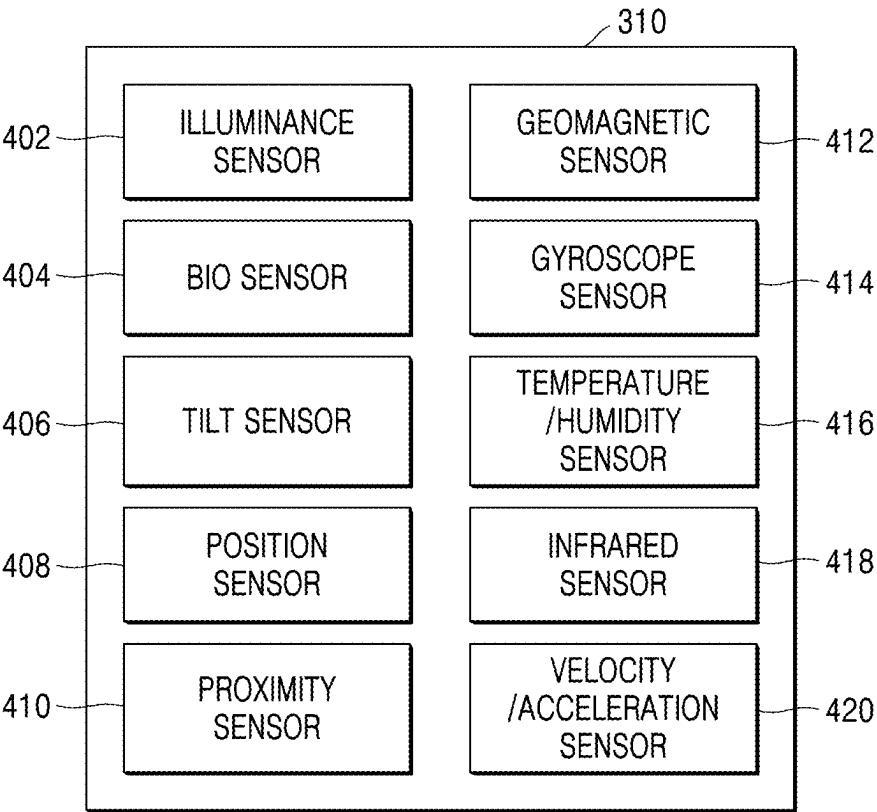 310
402
ILLUMINANCE
SENSOR
GEOMAGNETIC
SENSOR
412
404
BIO SENSOR
GYROSCOPE
SENSOR
414
406
TILT SENSOR
TEMPERATURE
/HUMIDITY
SENSOR
416
408
POSITION
SENSOR
INFRARED
SENSOR
418
410
PROXIMITY
SENSOR
VELOCITY
/ACCELERATION
SENSOR
420